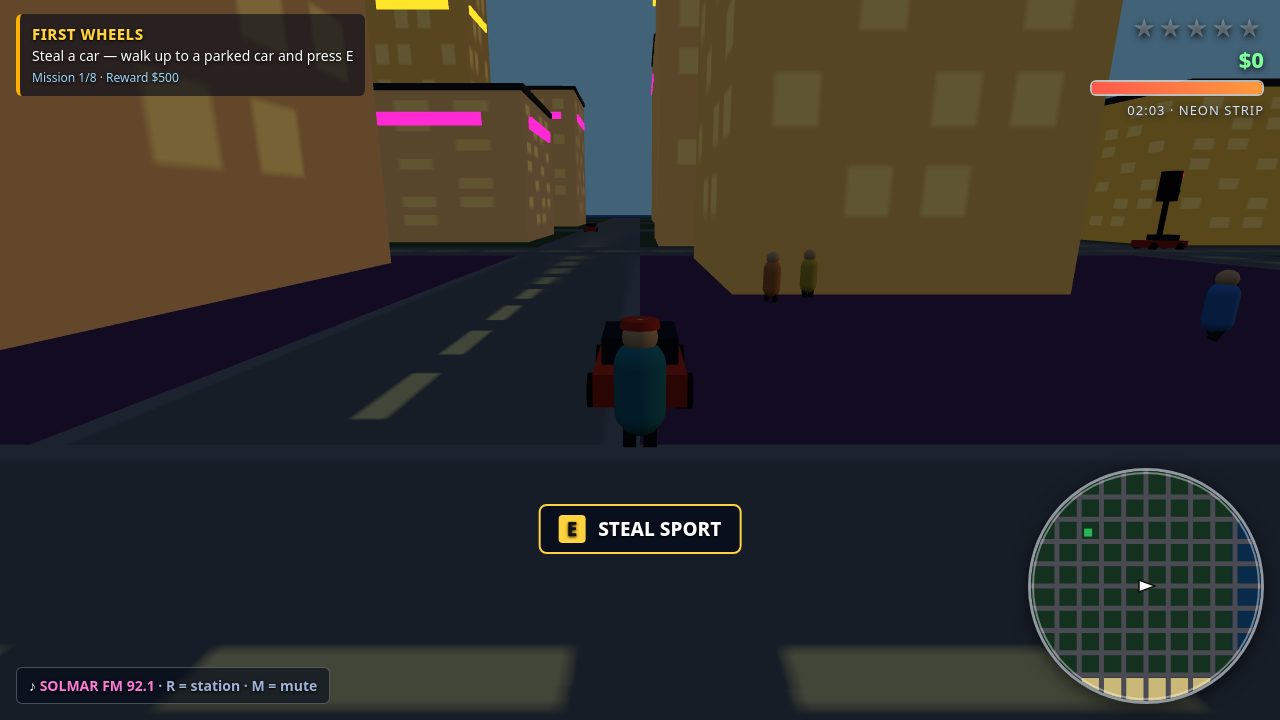 FIRST WHEELS
Steal a car — walk up to a parked car and press E
Mission 1/8 · Reward $500
★★★★★
$0
02:03 · NEON STRIP
E STEAL SPORT
♪ SOLMAR FM 92.1 · R = station · M = mute